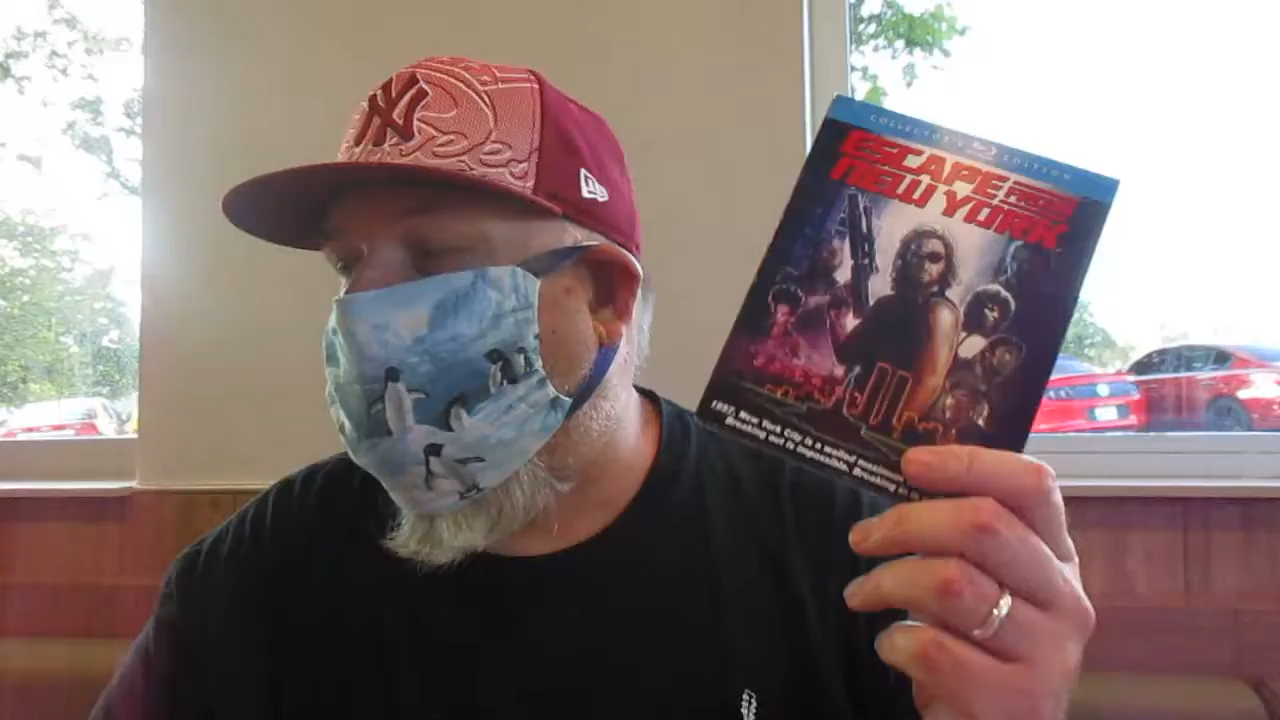 NY
Yankees
COLLECTOR'S EDITION
ESCAPE FROM
NEW YORK
1997, New York City is a walled maximum
Breaking out is impossible. Breaking in